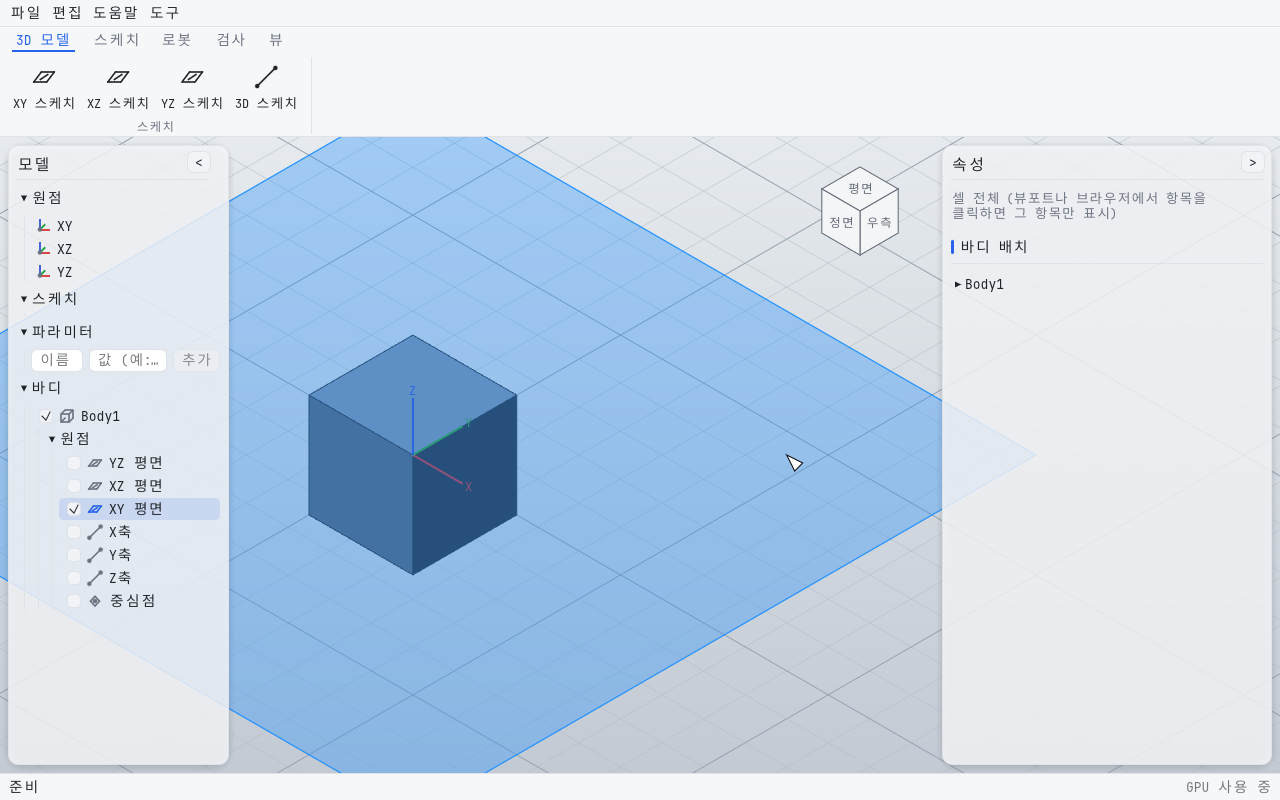 파일 편집 도움말 도구
3D 모델 스케치 로봇 검사 뷰
XY 스케치 XZ 스케치 YZ 스케치 3D 스케치
스케치
모델 <
▼ 원점
XY
XZ
YZ
▼ 스케치
▼ 파라미터
이름 값 (예:… 추가
▼ 바디
Body1
▼ 원점
YZ 평면
XZ 평면
XY 평면
X축
Y축
Z축
중심점
Z
Y
X
평면
정면 우측
속성 >
셀 전체 (뷰포트나 브라우저에서 항목을
클릭하면 그 항목만 표시)
바디 배치
▶ Body1
준비
GPU 사용 중